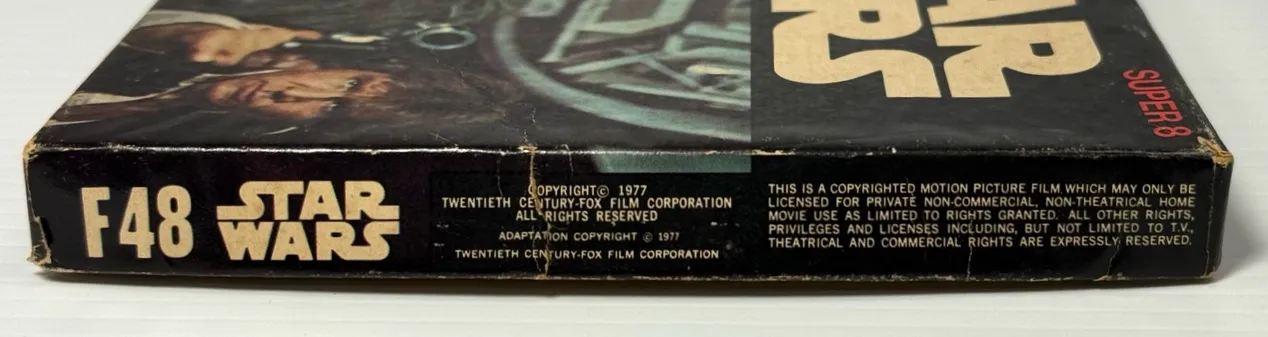 STAR
WARS
SUPER 8
F48
STAR
WARS
COPYRIGHT © 1977
TWENTIETH CENTURY-FOX FILM CORPORATION
ALL RIGHTS RESERVED
ADAPTATION COPYRIGHT © 1977
TWENTIETH CENTURY-FOX FILM CORPORATION
THIS IS A COPYRIGHTED MOTION PICTURE FILM WHICH MAY ONLY BE
LICENSED FOR PRIVATE NON-COMMERCIAL, NON-THEATRICAL HOME
MOVIE USE AS LIMITED TO RIGHTS GRANTED. ALL OTHER RIGHTS,
PRIVILEGES AND LICENSES INCLUDING, BUT NOT LIMITED TO T.V.,
THEATRICAL AND COMMERCIAL RIGHTS ARE EXPRESSLY RESERVED.